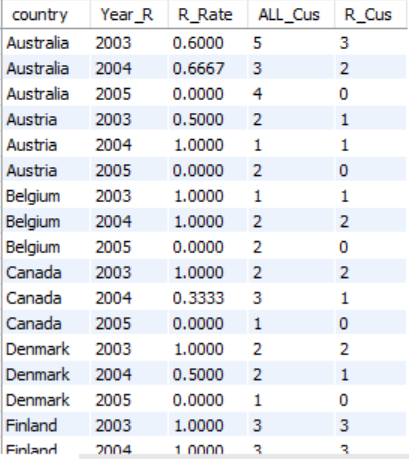 country Year_R R_Rate ALL_Cus R_Cus
Australia 2003 0.6000 5 3
Australia 2004 0.6667 3 2
Australia 2005 0.0000 4 0
Austria 2003 0.5000 2 1
Austria 2004 1.0000 1 1
Austria 2005 0.0000 2 0
Belgium 2003 1.0000 1 1
Belgium 2004 1.0000 2 2
Belgium 2005 0.0000 2 0
Canada 2003 1.0000 2 2
Canada 2004 0.3333 3 1
Canada 2005 0.0000 1 0
Denmark 2003 1.0000 2 2
Denmark 2004 0.5000 2 1
Denmark 2005 0.0000 1 0
Finland 2003 1.0000 3 3
Finland 2004 1.0000 3 3